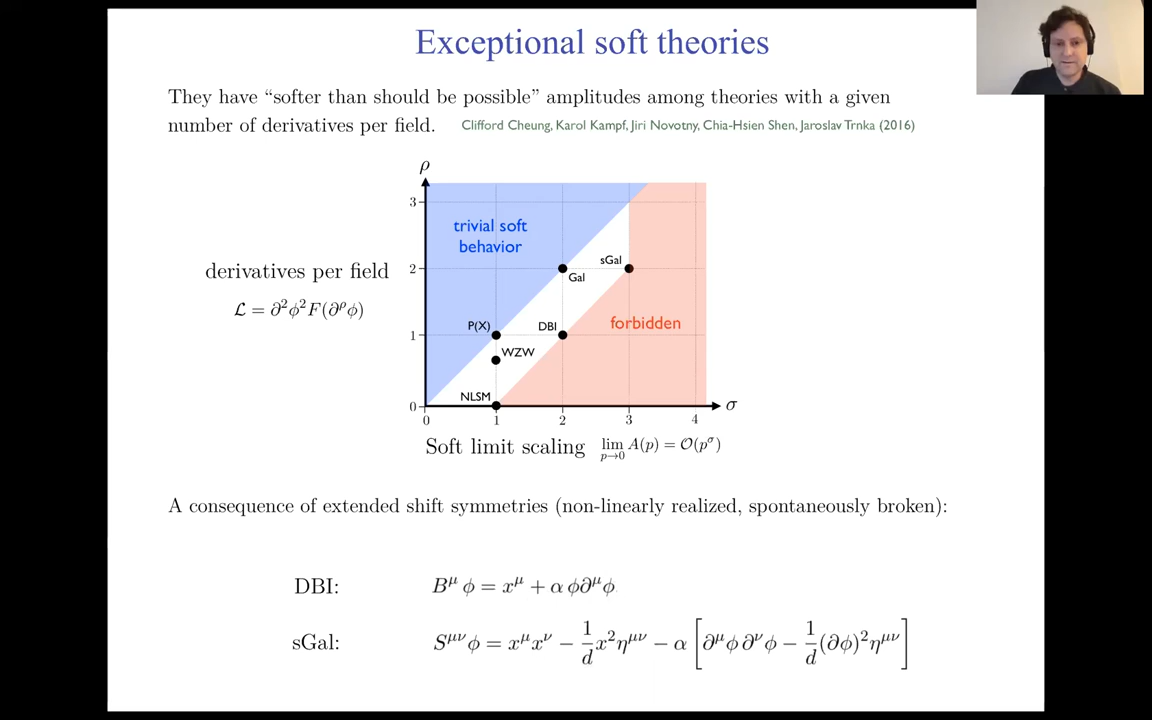 Exceptional soft theories
They have “softer than should be possible” amplitudes among theories with a given
number of derivatives per field. Clifford Cheung, Karol Kampf, Jiri Novotny, Chia-Hsien Shen, Jaroslav Trnka (2016)
ρ
3
trivial soft
behavior
derivatives per field
2
sGal
Gal
ℒ = ∂²φ²F(∂^ρφ)
P(X)
DBI
forbidden
1
WZW
NLSM
0
σ
0 1 2 3 4
Soft limit scaling lim_{p→0} A(p) = 𝒪(p^σ)
A consequence of extended shift symmetries (non-linearly realized, spontaneously broken):
DBI: B^μ φ = x^μ + α φ∂^μφ
sGal: S^{μν}φ = x^μx^ν − 1/d x²η^{μν} − α [∂^μφ ∂^νφ − 1/d (∂φ)²η^{μν}]